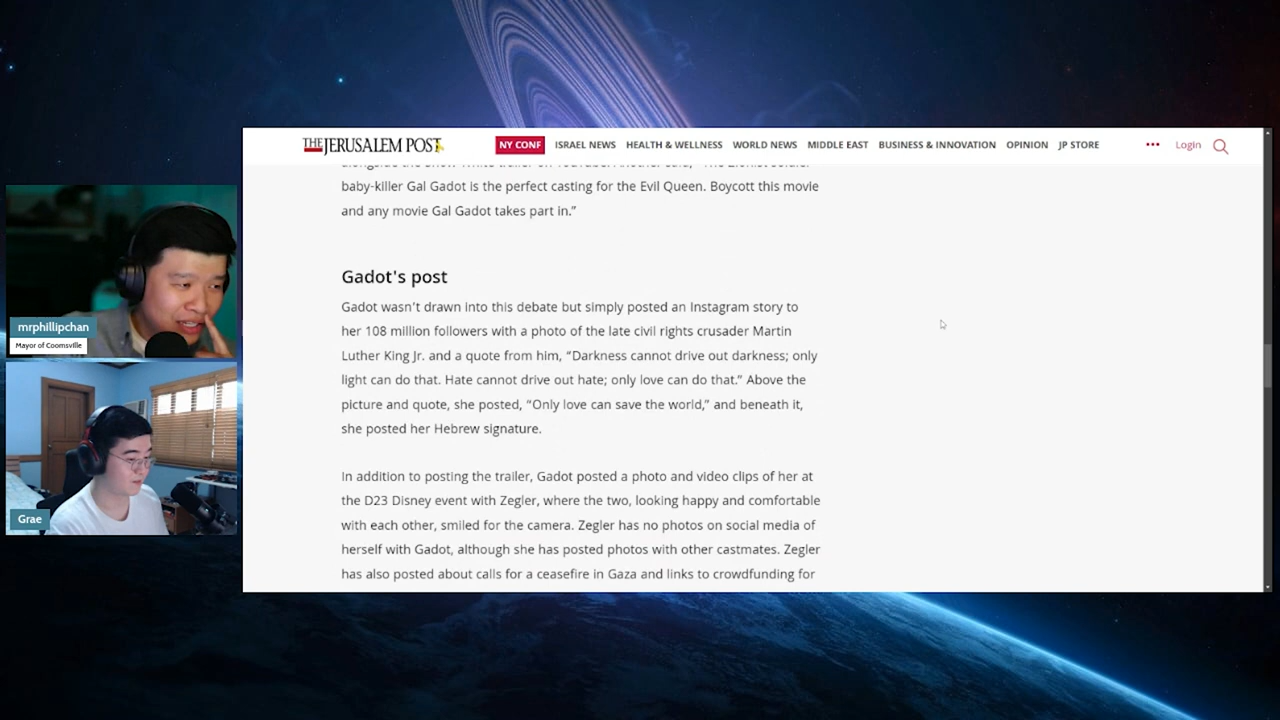 THE JERUSALEM POST
NY CONF ISRAEL NEWS HEALTH & WELLNESS WORLD NEWS MIDDLE EAST BUSINESS & INNOVATION OPINION JP STORE ••• Login
baby-killer Gal Gadot is the perfect casting for the Evil Queen. Boycott this movie
and any movie Gal Gadot takes part in.”
Gadot's post
Gadot wasn’t drawn into this debate but simply posted an Instagram story to
her 108 million followers with a photo of the late civil rights crusader Martin
Luther King Jr. and a quote from him, “Darkness cannot drive out darkness; only
light can do that. Hate cannot drive out hate; only love can do that.” Above the
picture and quote, she posted, “Only love can save the world,” and beneath it,
she posted her Hebrew signature.
In addition to posting the trailer, Gadot posted a photo and video clips of her at
the D23 Disney event with Zegler, where the two, looking happy and comfortable
with each other, smiled for the camera. Zegler has no photos on social media of
herself with Gadot, although she has posted photos with other castmates. Zegler
has also posted about calls for a ceasefire in Gaza and links to crowdfunding for
mrphillipchan
Mayor of Coomsville
Grae